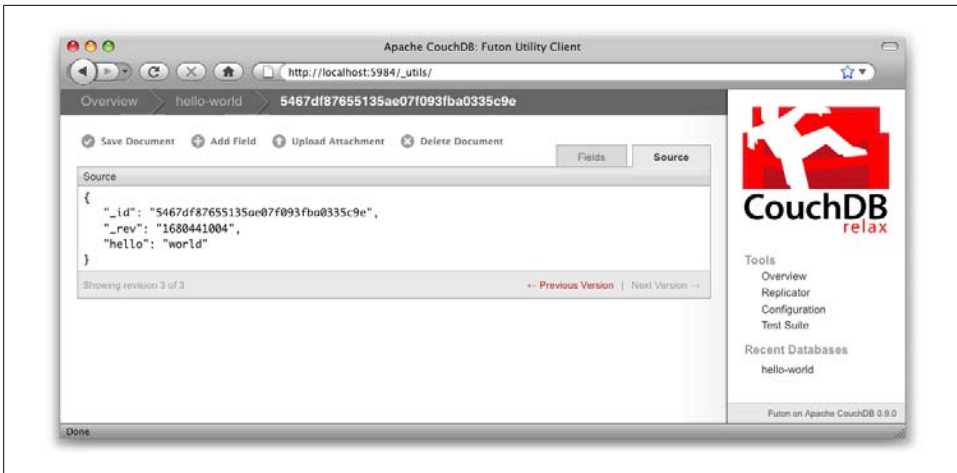 Apache CouchDB: Futon Utility Client
http://localhost:5984/_utils/
Overview hello-world 5467df87655135ae07f093fba0335c9e
Save Document Add Field Upload Attachment Delete Document
Fields Source
Source
{
"_id": "5467df87655135ae07f093fba0335c9e",
"_rev": "1680441004",
"hello": "world"
}
Showing revision 3 of 3 ← Previous Version | Next Version →
CouchDB
relax
Tools
Overview
Replicator
Configuration
Test Suite
Recent Databases
hello-world
Futon on Apache CouchDB 0.9.0
Done